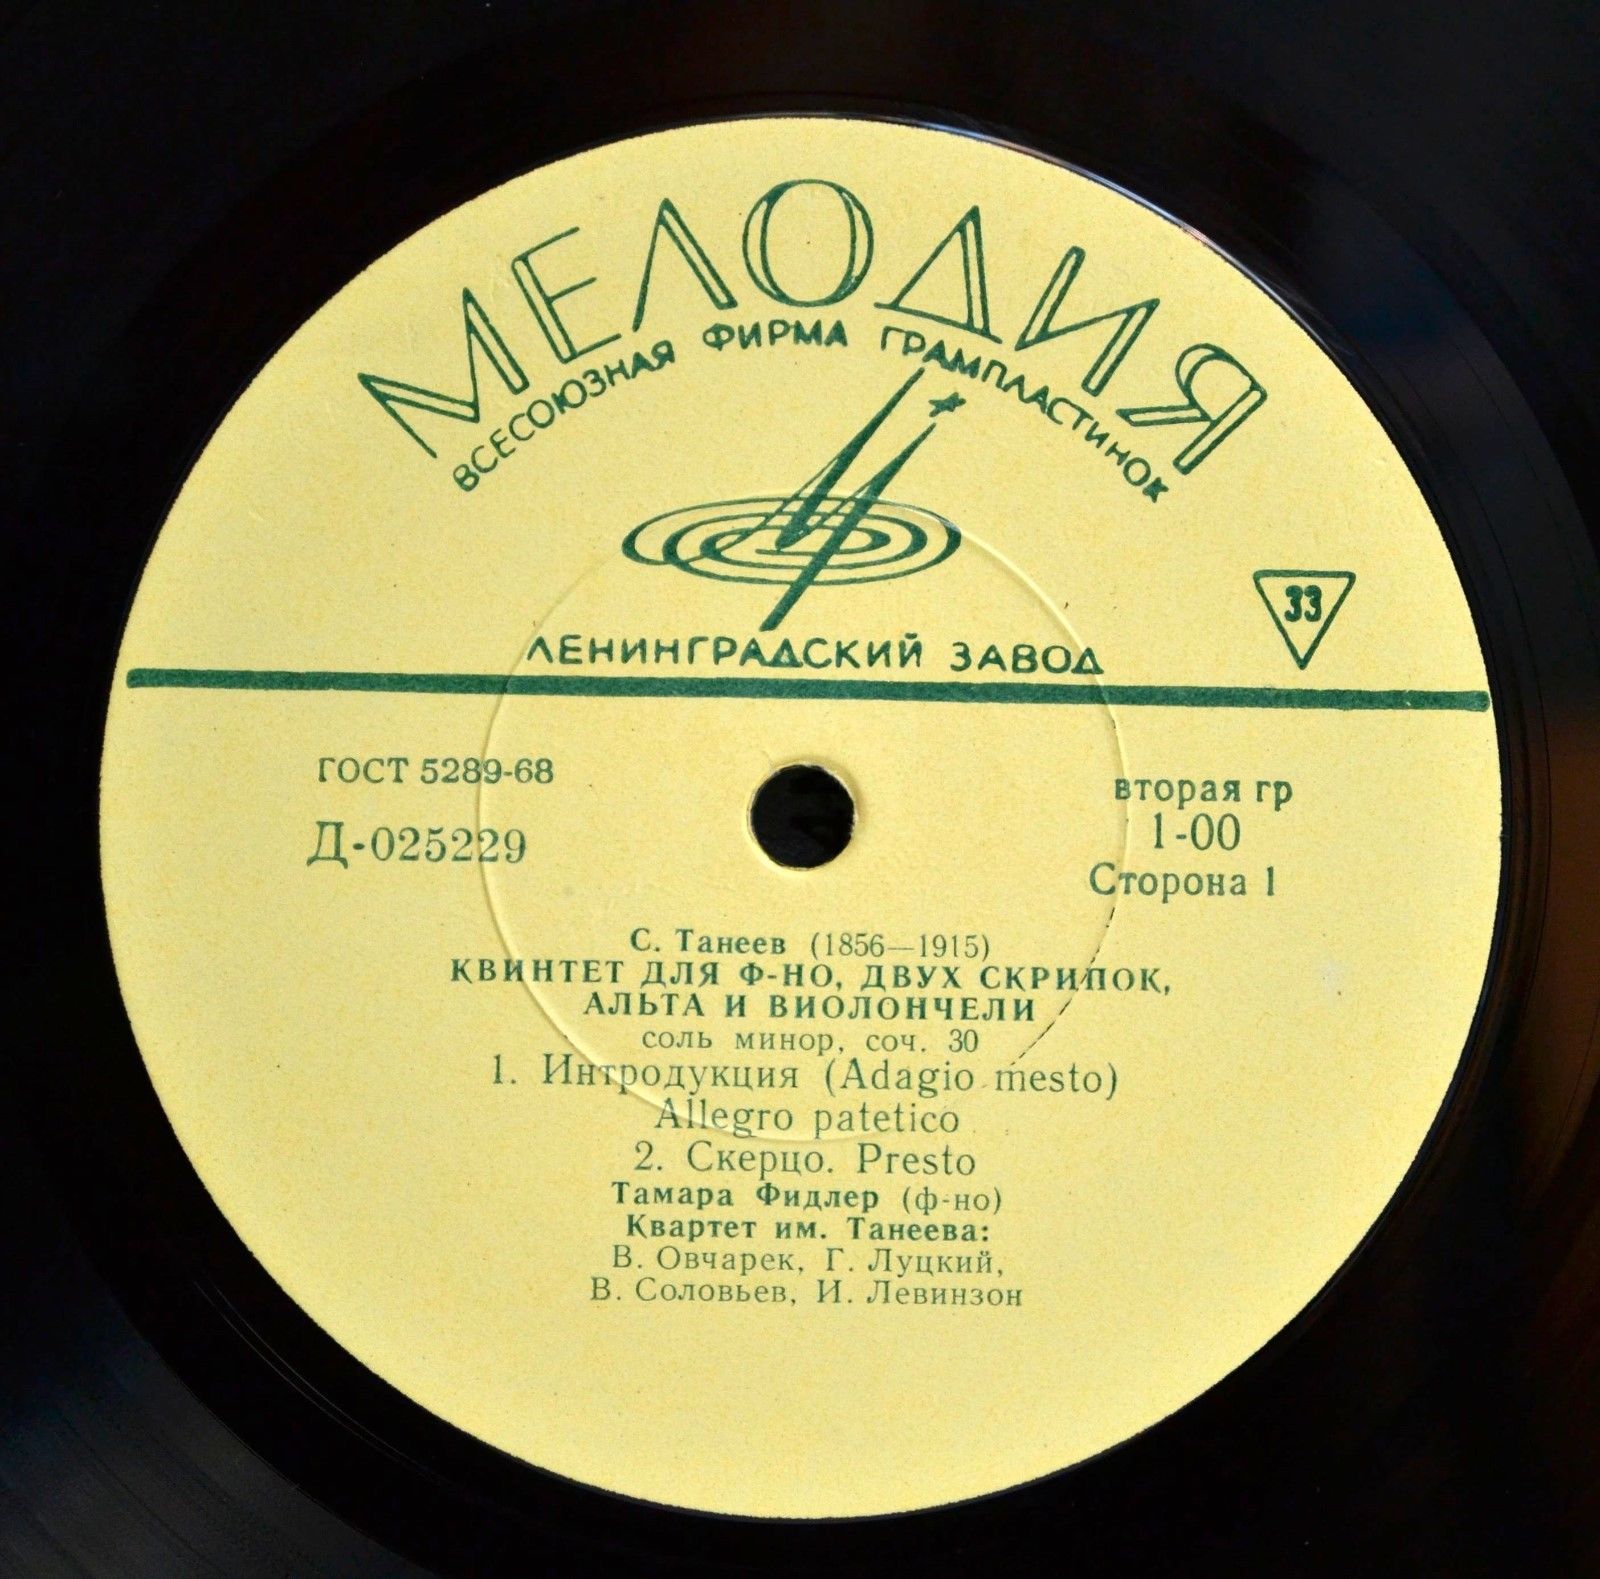 МЕЛОДИЯ
ВСЕСОЮЗНАЯ ФИРМА ГРАМПЛАСТИНОК
33
ЛЕНИНГРАДСКИЙ ЗАВОД
ГОСТ 5289-68
Д-025229
вторая гр
1-00
Сторона 1
С. Танеев (1856—1915)
КВИНТЕТ ДЛЯ Ф-НО, ДВУХ СКРИПОК,
АЛЬТА И ВИОЛОНЧЕЛИ
соль минор, соч. 30
1. Интродукция (Adagio mesto)
Allegro patetico
2. Скерцо. Presto
Тамара Фидлер (ф-но)
Квартет им. Танеева:
В. Овчарек, Г. Луцкий,
В. Соловьев, И. Левинзон